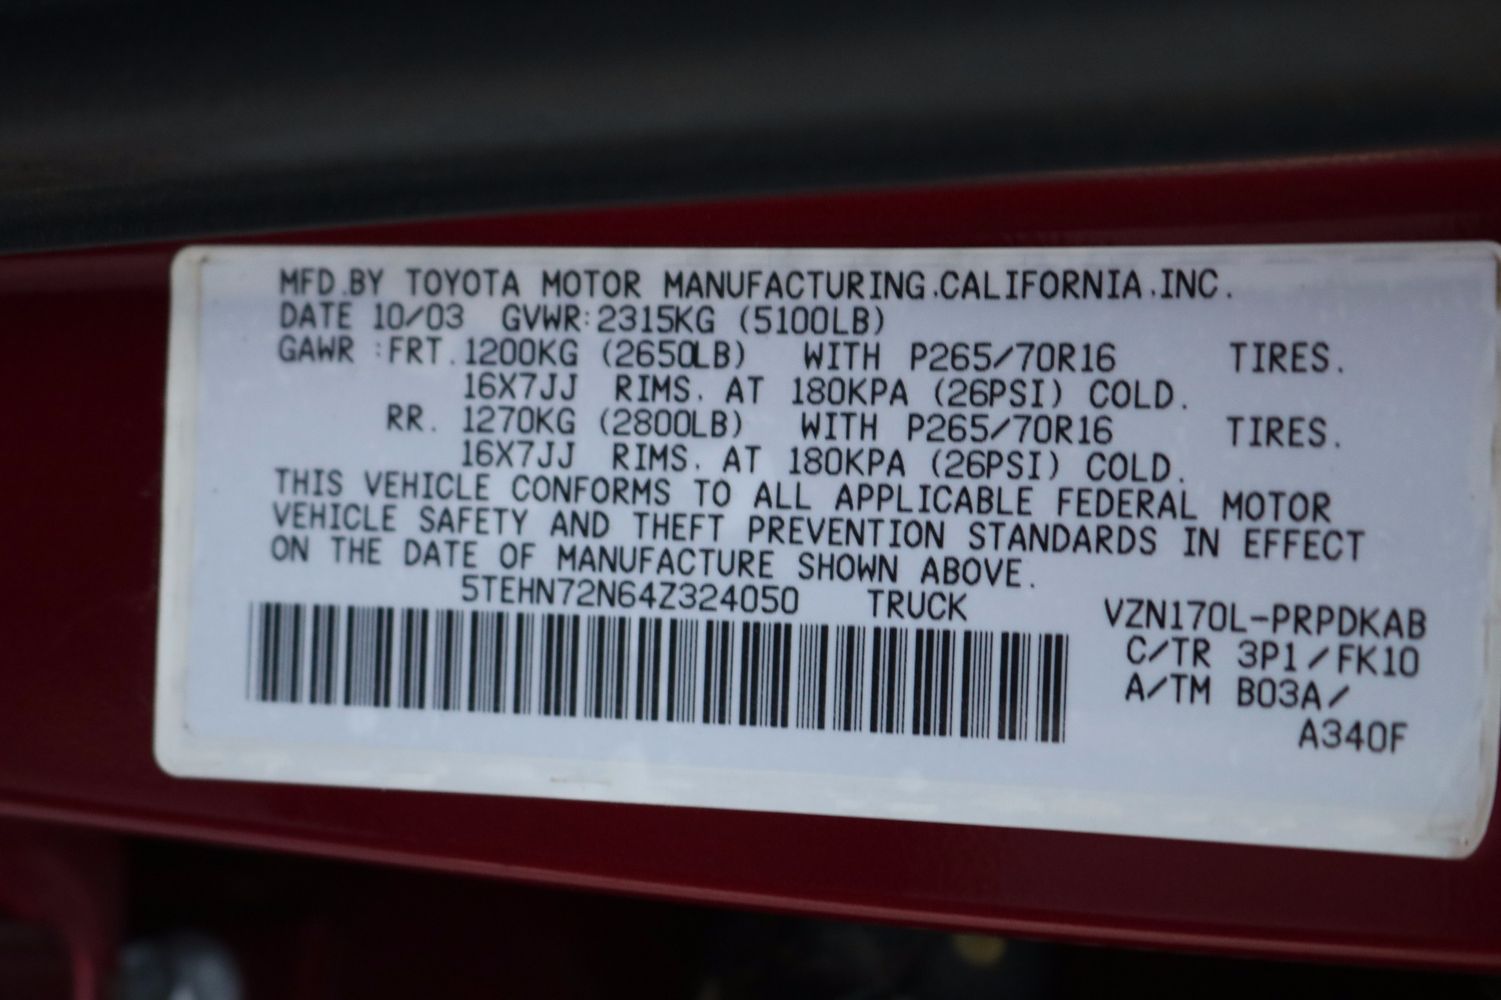 MFD.BY TOYOTA MOTOR MANUFACTURING.CALIFORNIA.INC.
DATE 10/03 GVWR:2315KG (5100LB)
GAWR :FRT.1200KG (2650LB) WITH P265/70R16 TIRES.
16X7JJ RIMS. AT 180KPA (26PSI) COLD.
RR. 1270KG (2800LB) WITH P265/70R16 TIRES.
16X7JJ RIMS. AT 180KPA (26PSI) COLD.
THIS VEHICLE CONFORMS TO ALL APPLICABLE FEDERAL MOTOR
VEHICLE SAFETY AND THEFT PREVENTION STANDARDS IN EFFECT
ON THE DATE OF MANUFACTURE SHOWN ABOVE.
5TEHN72N64Z324050 TRUCK VZN170L-PRPDKAB
C/TR 3P1/FK10
A/TM B03A/
A340F